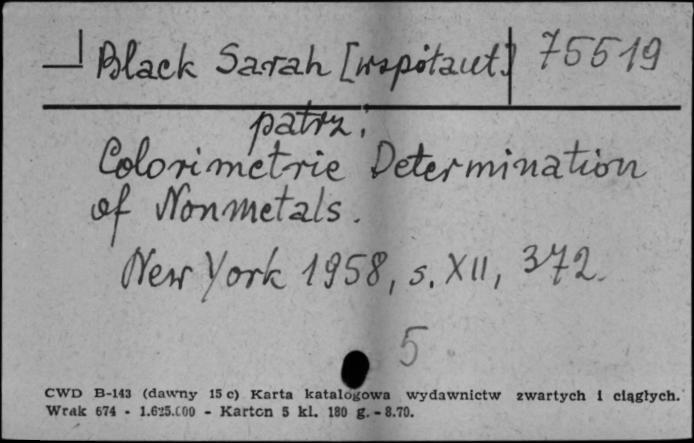 Black Sarah [współaut.] 75519
patrz:
Colorimetric Determination
of Nonmetals.
New York 1958, s. XII, 372.
5
CWD B-143 (dawny 15 c) Karta katalogowa wydawnictw zwartych i ciągłych.
Wrak 674 - 1.625.000 - Karton 5 kl. 180 g. - 8.70.